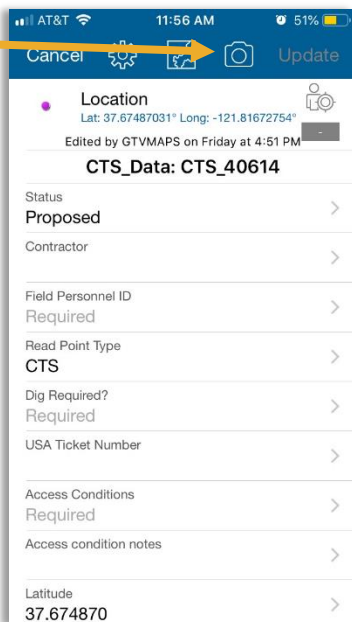 AT&T 11:56 AM 51%
Cancel Update
Location
Lat: 37.67487031° Long: -121.81672754°
-
Edited by GTVMAPS on Friday at 4:51 PM
CTS_Data: CTS_40614
Status
Proposed
Contractor
Field Personnel ID
Required
Read Point Type
CTS
Dig Required?
Required
USA Ticket Number
Access Conditions
Required
Access condition notes
Latitude
37.674870